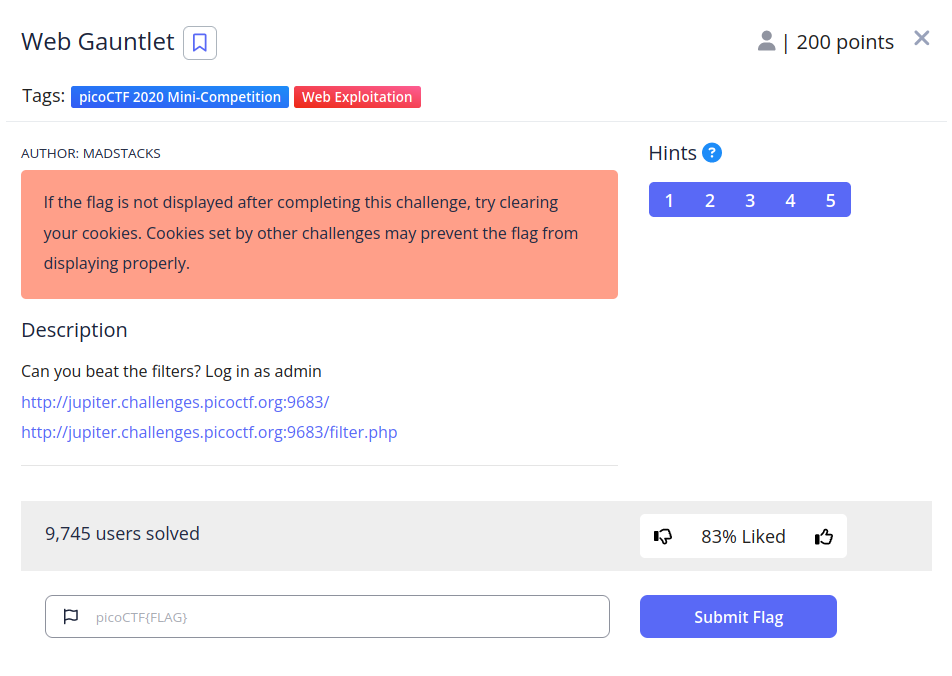 Web Gauntlet
| 200 points
Tags: picoCTF 2020 Mini-Competition Web Exploitation
AUTHOR: MADSTACKS
If the flag is not displayed after completing this challenge, try clearing
your cookies. Cookies set by other challenges may prevent the flag from
displaying properly.
Hints ?
1 2 3 4 5
Description
Can you beat the filters? Log in as admin
http://jupiter.challenges.picoctf.org:9683/
http://jupiter.challenges.picoctf.org:9683/filter.php
9,745 users solved
83% Liked
picoCTF{FLAG}
Submit Flag